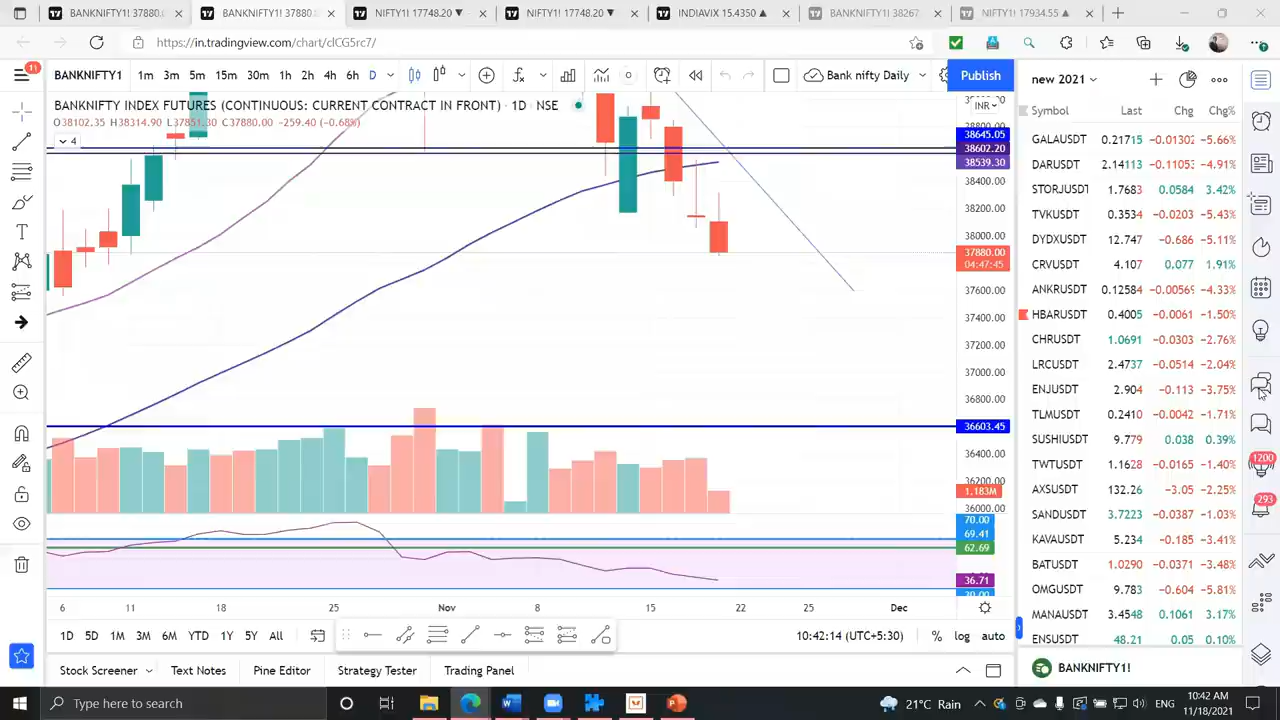 BANKNIFTY1! 37880.0
BANKNIFTY1! 37880.
NIFTY1! 17748.20 ▼
NIFTY1! 17748.20 ▼
INDIAVIX 15.4350 ▲
BANKNIFTY1! 38267
NIFTY1! 17934.55 ▲
https://in.tradingview.com/chart/clCG5rc7/
11
BANKNIFTY1
1m 3m 5m 15m 30m 1h 2h 4h 6h D
Bank nifty Daily
Publish
new 2021
BANKNIFTY INDEX FUTURES (CONTINUOUS: CURRENT CONTRACT IN FRONT) · 1D · NSE
INR
O38102.35 H38314.90 L37851.30 C37880.00 -259.40 (-0.68%)
4
38645.05
38602.20
38539.30
38400.00
38200.00
38000.00
37880.00
04:47:45
37600.00
37400.00
37200.00
37000.00
36800.00
36603.45
36400.00
36200.00
1.183M
36000.00
70.00
69.41
62.69
36.71
Symbol Last Chg Chg%
GALAUSDT 0.21715 -0.01302 -5.66%
DARUSDT 2.14113 -0.11053 -4.91%
STORJUSDT 1.7683 0.0584 3.42%
TVKUSDT 0.3534 -0.0203 -5.43%
DYDXUSDT 12.747 -0.686 -5.11%
CRVUSDT 4.107 0.077 1.91%
ANKRUSDT 0.12584 -0.00569 -4.33%
HBARUSDT 0.4005 -0.0061 -1.50%
CHRUSDT 1.0691 -0.0303 -2.76%
LRCUSDT 2.4737 -0.0514 -2.04%
ENJUSDT 2.904 -0.113 -3.75%
TLMUSDT 0.2410 -0.0042 -1.71%
SUSHIUSDT 9.779 0.038 0.39%
TWTUSDT 1.1628 -0.0165 -1.40%
AXSUSDT 132.26 -3.05 -2.25%
SANDUSDT 3.7223 -0.0387 -1.03%
KAVAUSDT 5.234 -0.185 -3.41%
BATUSDT 1.0290 -0.0371 -3.48%
OMGUSDT 9.783 -0.604 -5.81%
MANAUSDT 3.4548 0.1061 3.17%
ENSUSDT 48.21 0.05 0.10%
1200
293
6 11 18 25 Nov 8 15 22 25 Dec
1D 5D 1M 3M 6M YTD 1Y 5Y All
10:42:14 (UTC+5:30) % log auto
Stock Screener Text Notes Pine Editor Strategy Tester Trading Panel
BANKNIFTY1!
Type here to search
21°C Rain
ENG
10:42 AM
11/18/2021